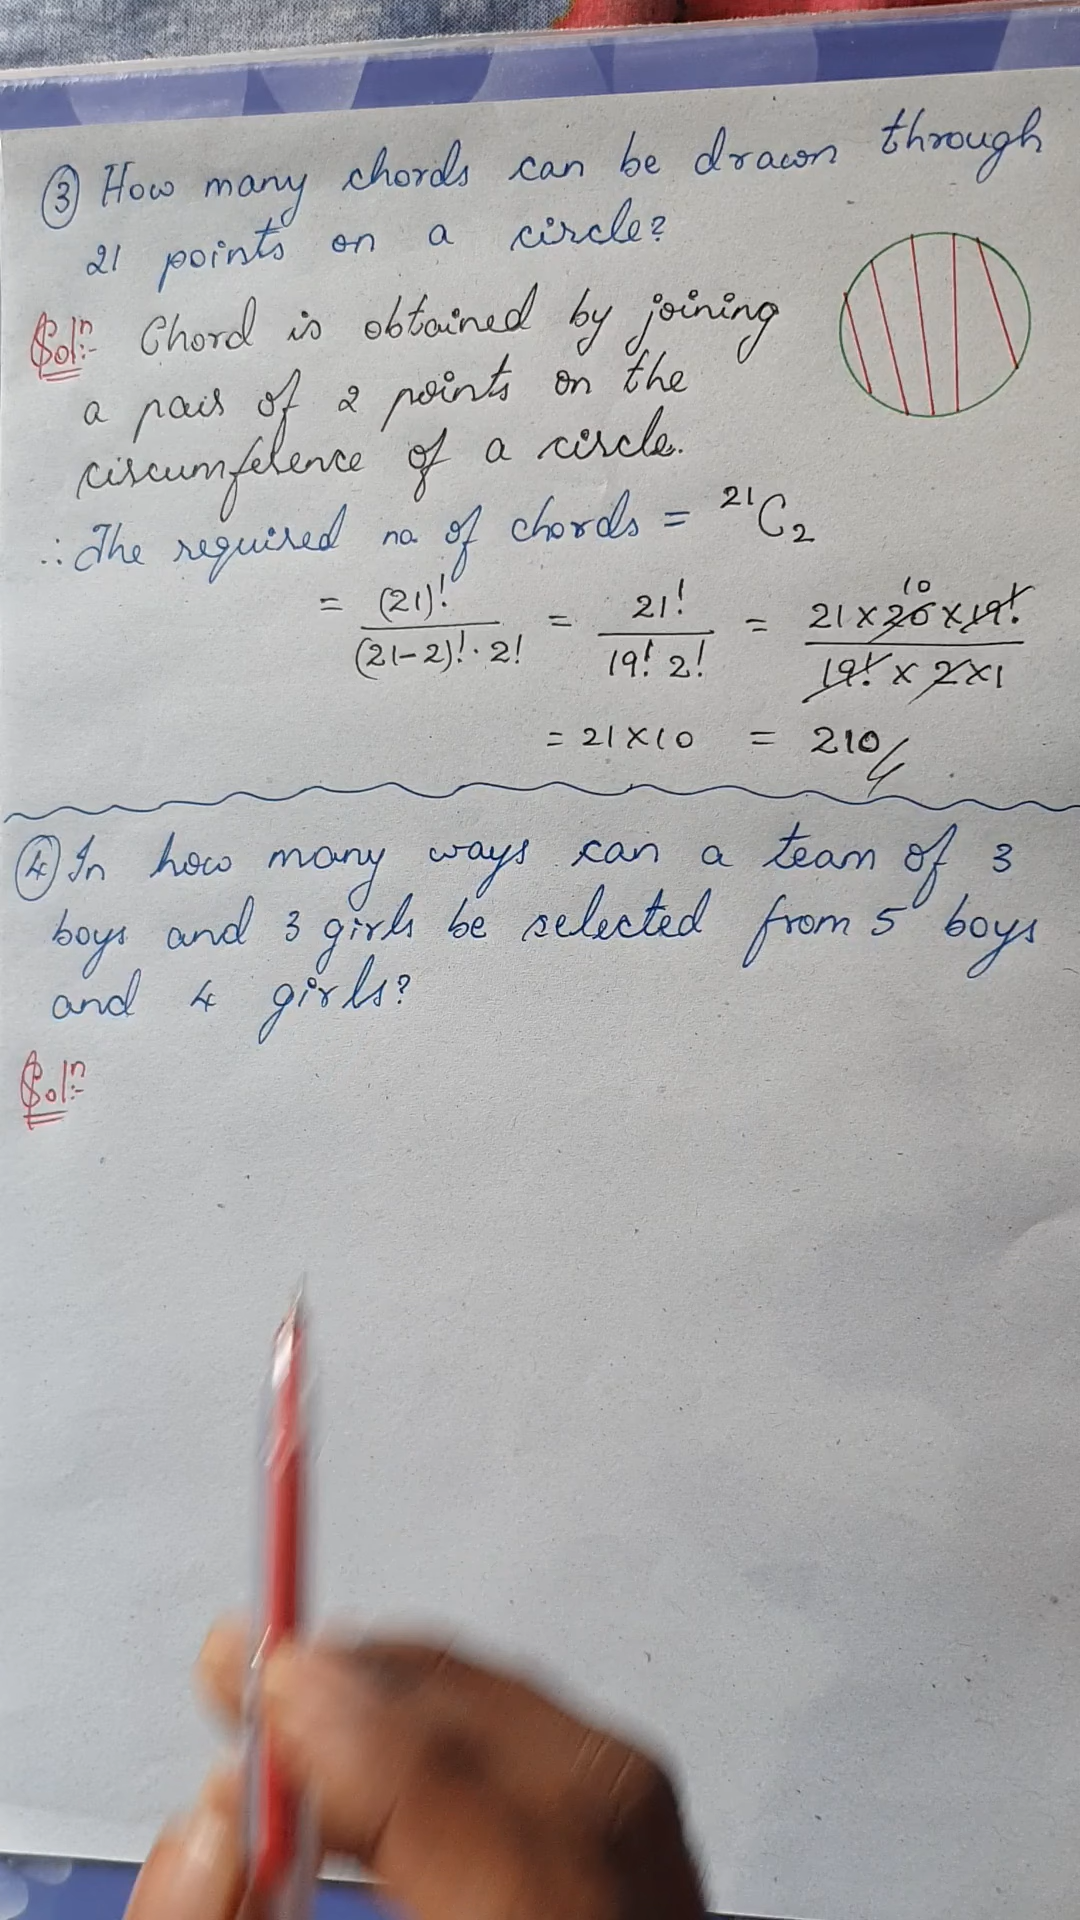 ③ How many chords can be drawn through
21 points on a circle?
Solⁿ:- Chord is obtained by joining
a pair of 2 points on the
circumference of a circle.
∴ The required no. of chords = ²¹C₂
= (21)! / (21-2)! · 2! = 21! / 19! 2! = 21 × 20 × 19! / 19! × 2 × 1
10
= 21 × 10 = 210
④ In how many ways can a team of 3
boys and 3 girls be selected from 5 boys
and 4 girls?
Solⁿ:-